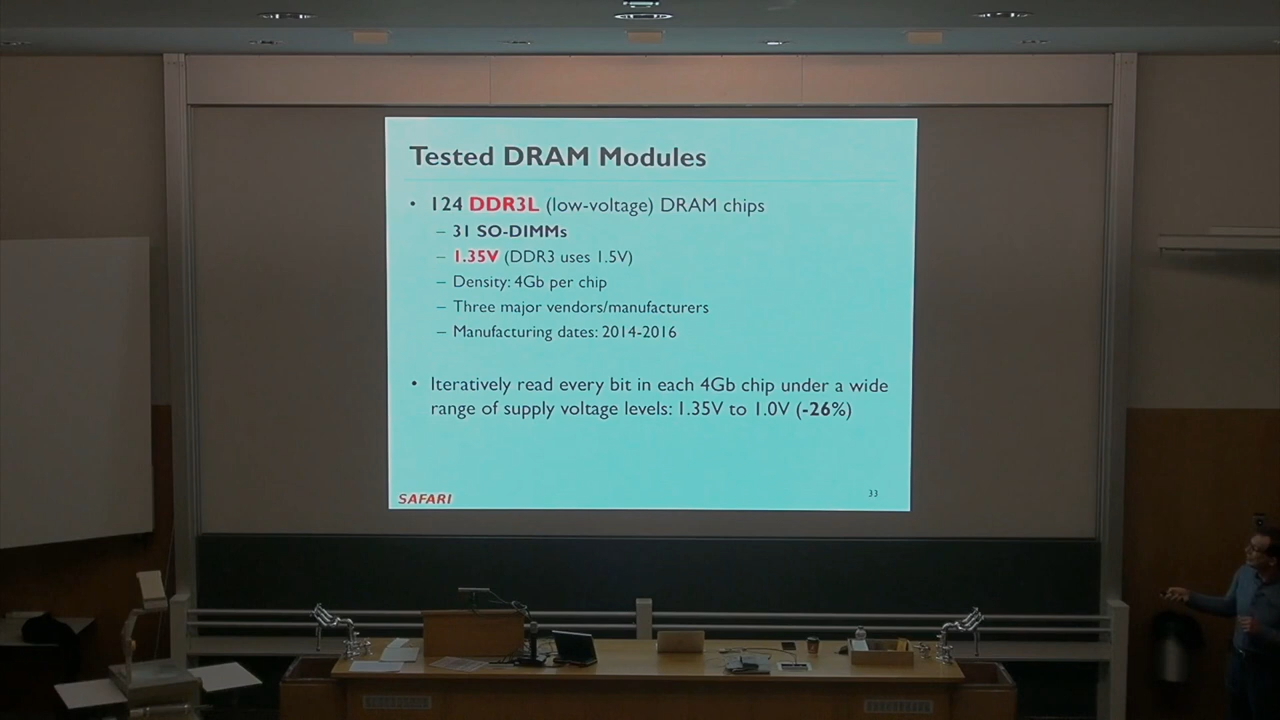 Tested DRAM Modules
• 124 DDR3L (low-voltage) DRAM chips
– 31 SO-DIMMs
– 1.35V (DDR3 uses 1.5V)
– Density: 4Gb per chip
– Three major vendors/manufacturers
– Manufacturing dates: 2014-2016
• Iteratively read every bit in each 4Gb chip under a wide
range of supply voltage levels: 1.35V to 1.0V (-26%)
SAFARI
33